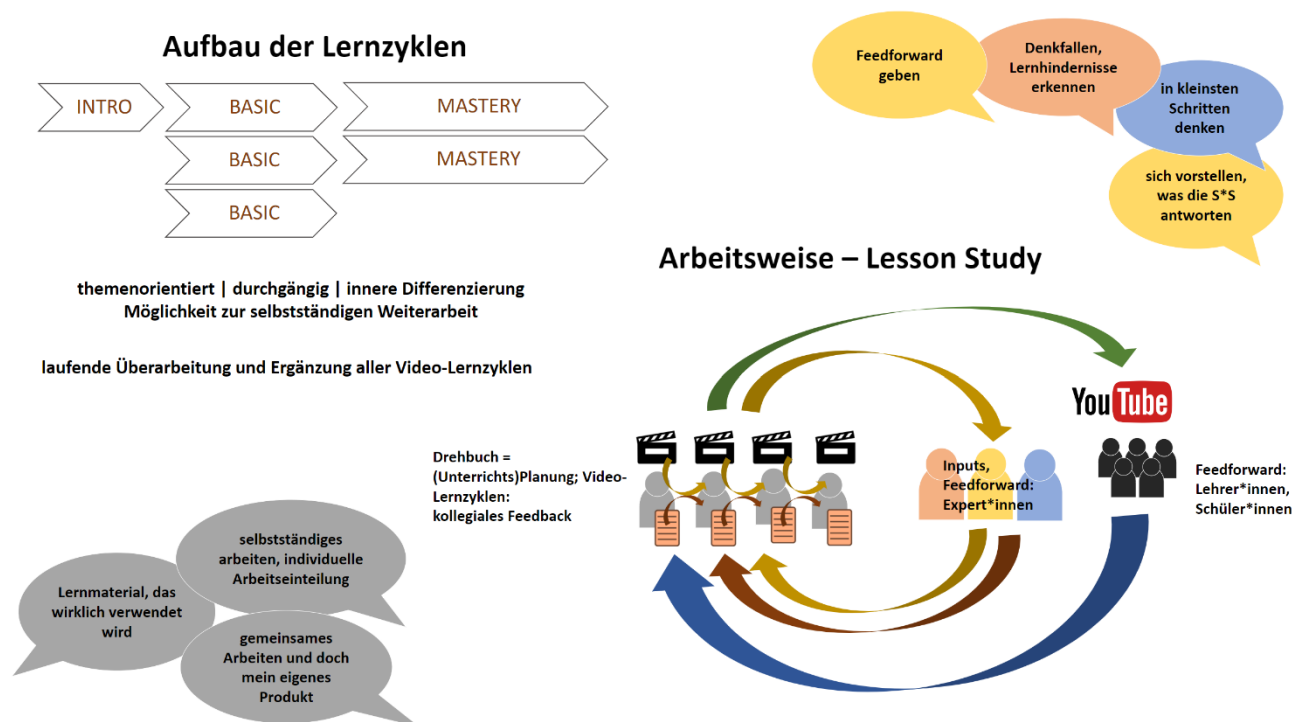 Aufbau der Lernzyklen
INTRO
BASIC
MASTERY
BASIC
MASTERY
BASIC
themenorientiert | durchgängig | innere Differenzierung
Möglichkeit zur selbstständigen Weiterarbeit
laufende Überarbeitung und Ergänzung aller Video-Lernzyklen
Feedforward
geben
Denkfallen,
Lernhindernisse
erkennen
in kleinsten
Schritten
denken
sich vorstellen,
was die S*S
antworten
Arbeitsweise – Lesson Study
YouTube
Drehbuch =
(Unterrichts)Planung; Video-
Lernzyklen:
kollegiales Feedback
Inputs,
Feedforward:
Expert*innen
Feedforward:
Lehrer*innen,
Schüler*innen
selbstständiges
arbeiten, individuelle
Arbeitseinteilung
Lernmaterial, das
wirklich verwendet
wird
gemeinsames
Arbeiten und doch
mein eigenes
Produkt